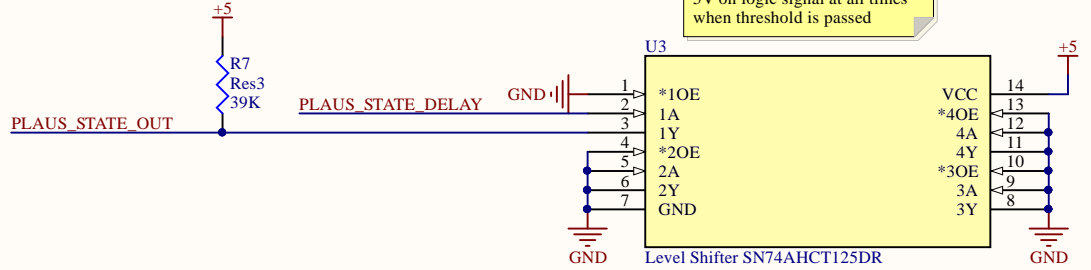 5V on logic signal at all times
when threshold is passed
+5
R7
Res3
39K
PLAUS_STATE_OUT
PLAUS_STATE_DELAY
GND
U3
+5
1 *1OE
2 1A
3 1Y
4 *2OE
5 2A
6 2Y
7 GND
VCC 14
*4OE 13
4A 12
4Y 11
*3OE 10
3A 9
3Y 8
GND
Level Shifter SN74AHCT125DR
GND